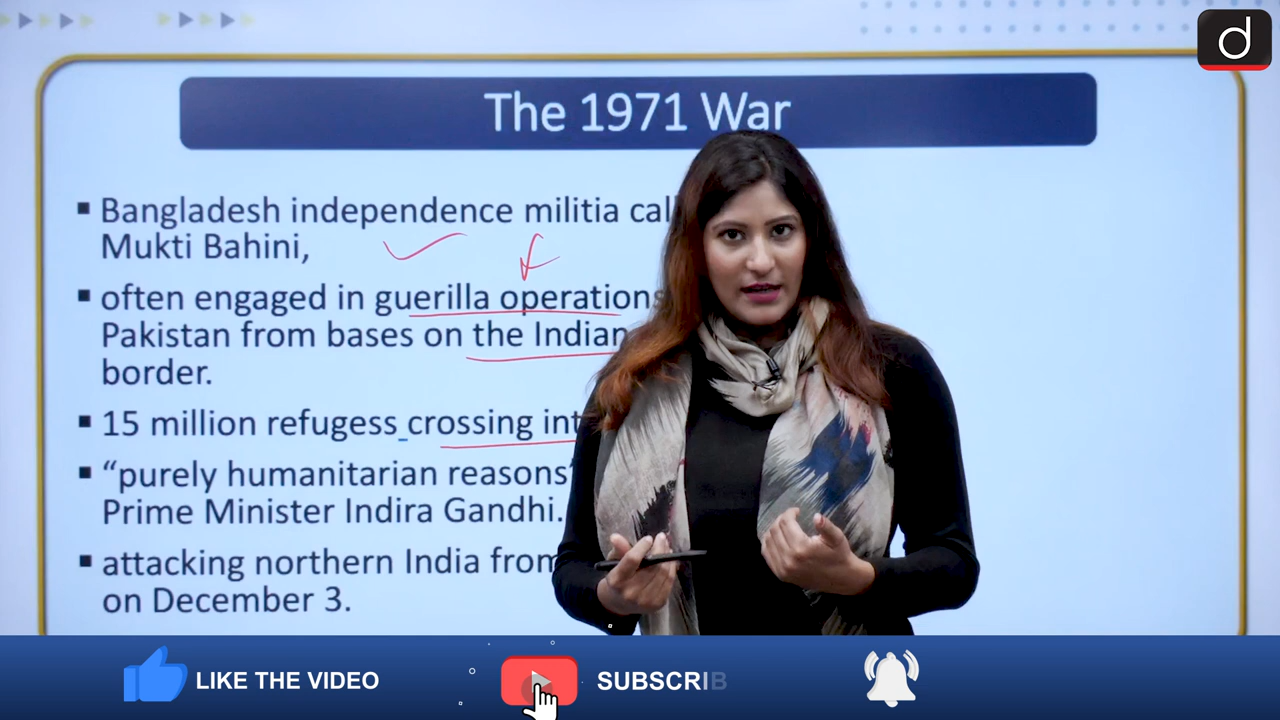 d
The 1971 War
▪ Bangladesh independence militia
Mukti Bahini,
▪ often engaged in guerilla operations
Pakistan from bases on the Indian
border.
▪ 15 million refugess crossing
▪ “purely humanitarian reasons”
Prime Minister Indira Gandhi.
▪ attacking northern India from
on December 3.
LIKE THE VIDEO
SUBSCRIB